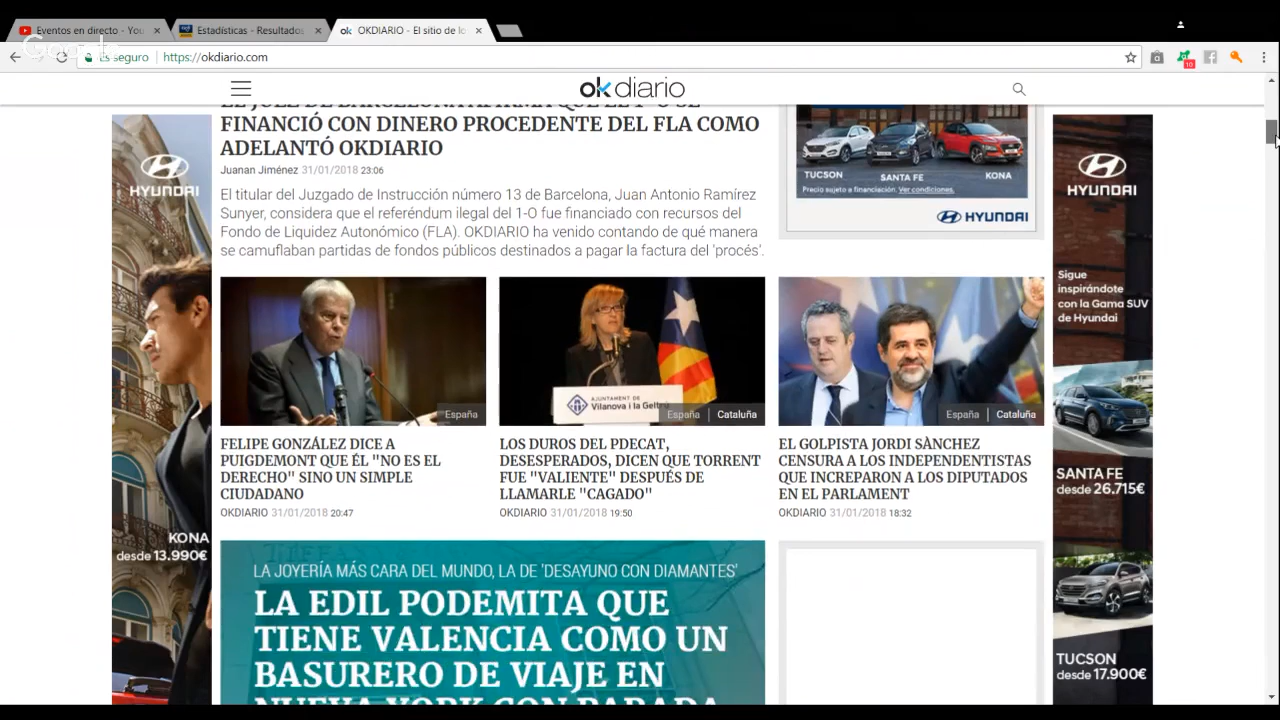 Eventos en directo - You
Estadísticas - Resultados
ok OKDIARIO - El sitio de lo
Google
Es seguro
https://okdiario.com
10
okdiario
FINANCIÓ CON DINERO PROCEDENTE DEL FLA COMO
ADELANTÓ OKDIARIO
Juanan Jiménez 31/01/2018 23:06
El titular del Juzgado de Instrucción número 13 de Barcelona, Juan Antonio Ramírez
Sunyer, considera que el referéndum ilegal del 1-O fue financiado con recursos del
Fondo de Liquidez Autonómico (FLA). OKDIARIO ha venido contando de qué manera
se camuflaban partidas de fondos públicos destinados a pagar la factura del 'procés'.
TUCSON
SANTA FE
KONA
Precio sujeto a financiación. Ver condiciones.
HYUNDAI
HYUNDAI
KONA
desde 13.990€
España
FELIPE GONZÁLEZ DICE A
PUIGDEMONT QUE ÉL "NO ES EL
DERECHO" SINO UN SIMPLE
CIUDADANO
OKDIARIO 31/01/2018 20:47
AJUNTAMENT DE
Vilanova i la Geltrú
España | Cataluña
LOS DUROS DEL PDECAT,
DESESPERADOS, DICEN QUE TORRENT
FUE "VALIENTE" DESPUÉS DE
LLAMARLE "CAGADO"
OKDIARIO 31/01/2018 19:50
España | Cataluña
EL GOLPISTA JORDI SÀNCHEZ
CENSURA A LOS INDEPENDENTISTAS
QUE INCREPARON A LOS DIPUTADOS
EN EL PARLAMENT
OKDIARIO 31/01/2018 18:32
LA JOYERÍA MÁS CARA DEL MUNDO, LA DE 'DESAYUNO CON DIAMANTES'
LA EDIL PODEMITA QUE
TIENE VALENCIA COMO UN
BASURERO DE VIAJE EN
NUEVA YORK CON PARADA
HYUNDAI
Sigue
inspirándote
con la Gama SUV
de Hyundai
SANTA FE
desde 26.715€
TUCSON
desde 17.900€